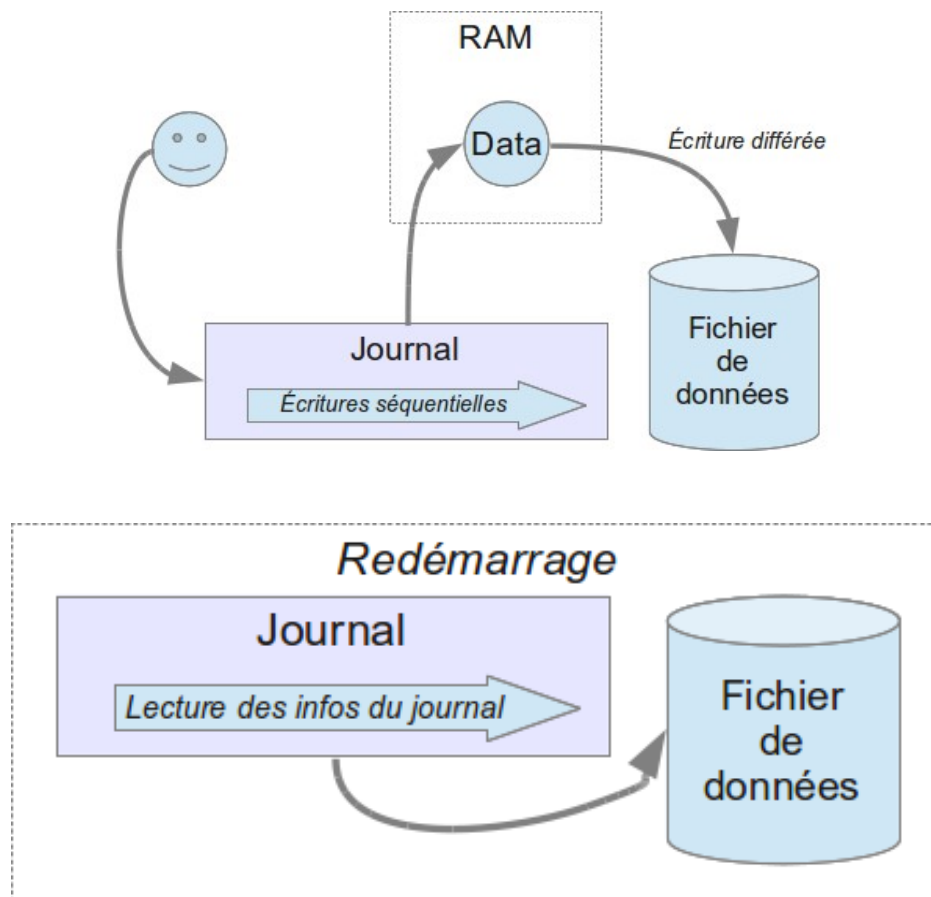 RAM
Data
Écriture différée
Journal
Écritures séquentielles
Fichier
de
données
Redémarrage
Journal
Lecture des infos du journal
Fichier
de
données